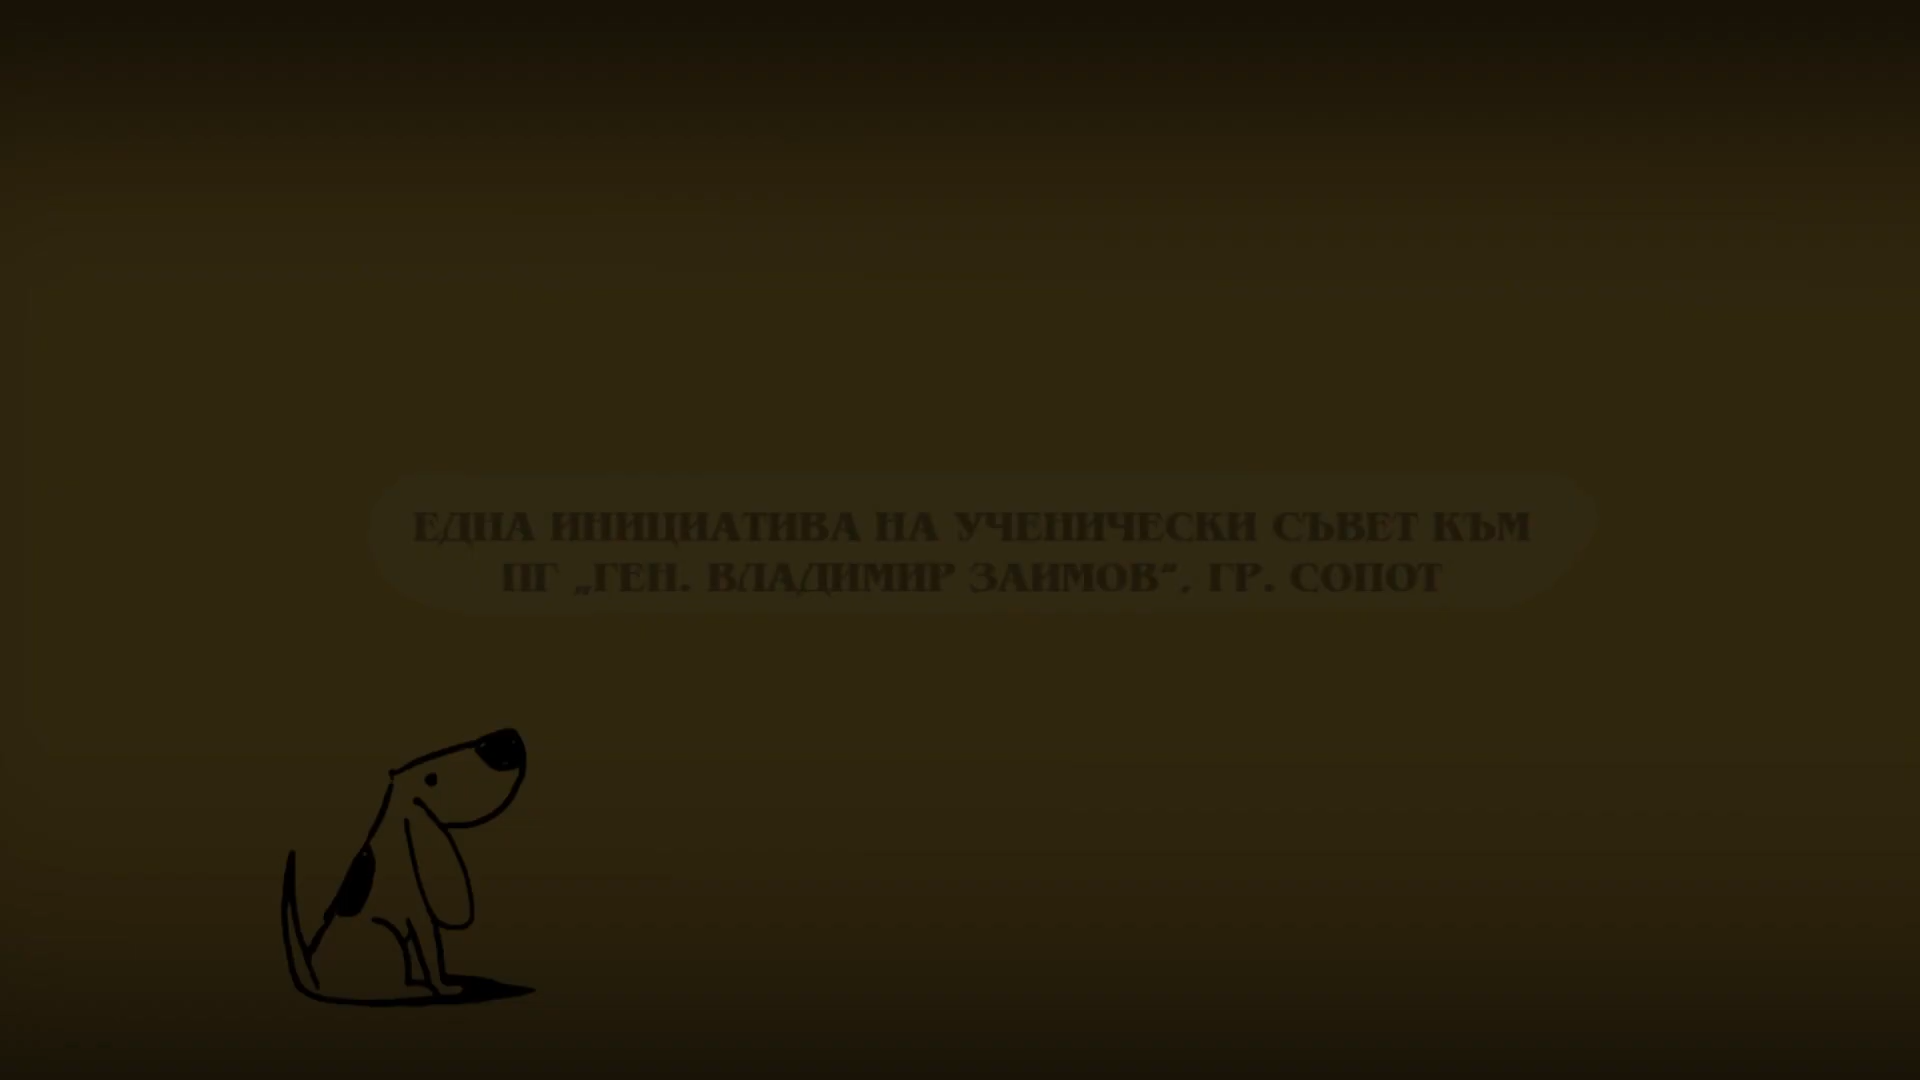 ЕДНА ИНИЦИАТИВА НА УЧЕНИЧЕСКИ СЪВЕТ КЪМ
ПГ „ГЕН. ВЛАДИМИР ЗАИМОВ“, ГР. СОПОТ